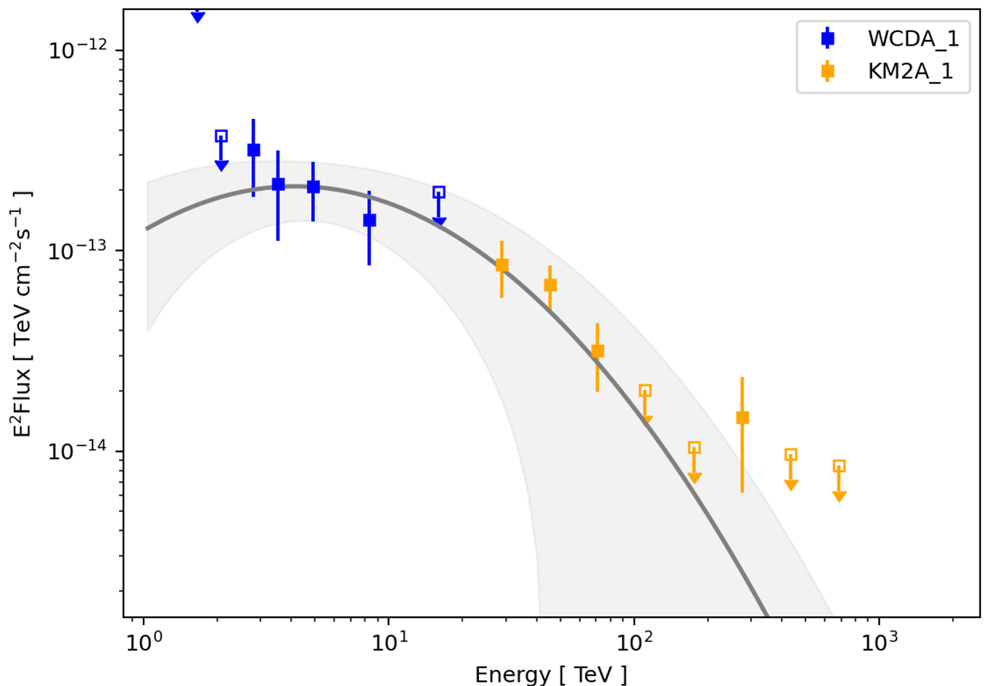 10⁻¹²
10⁻¹³
10⁻¹⁴
E²Flux [ TeV cm⁻²s⁻¹ ]
WCDA_1
KM2A_1
10⁰ 10¹ 10² 10³
Energy [ TeV ]